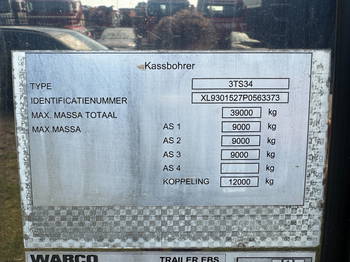 Kassbohrer
TYPE 3TS34
IDENTIFICATIENUMMER XL9301527P0563373
MAX. MASSA TOTAAL 39000 kg
MAX.MASSA AS 1 9000 kg
AS 2 9000 kg
AS 3 9000 kg
AS 4 kg
KOPPELING 12000 kg
WABCO TRAILER EBS